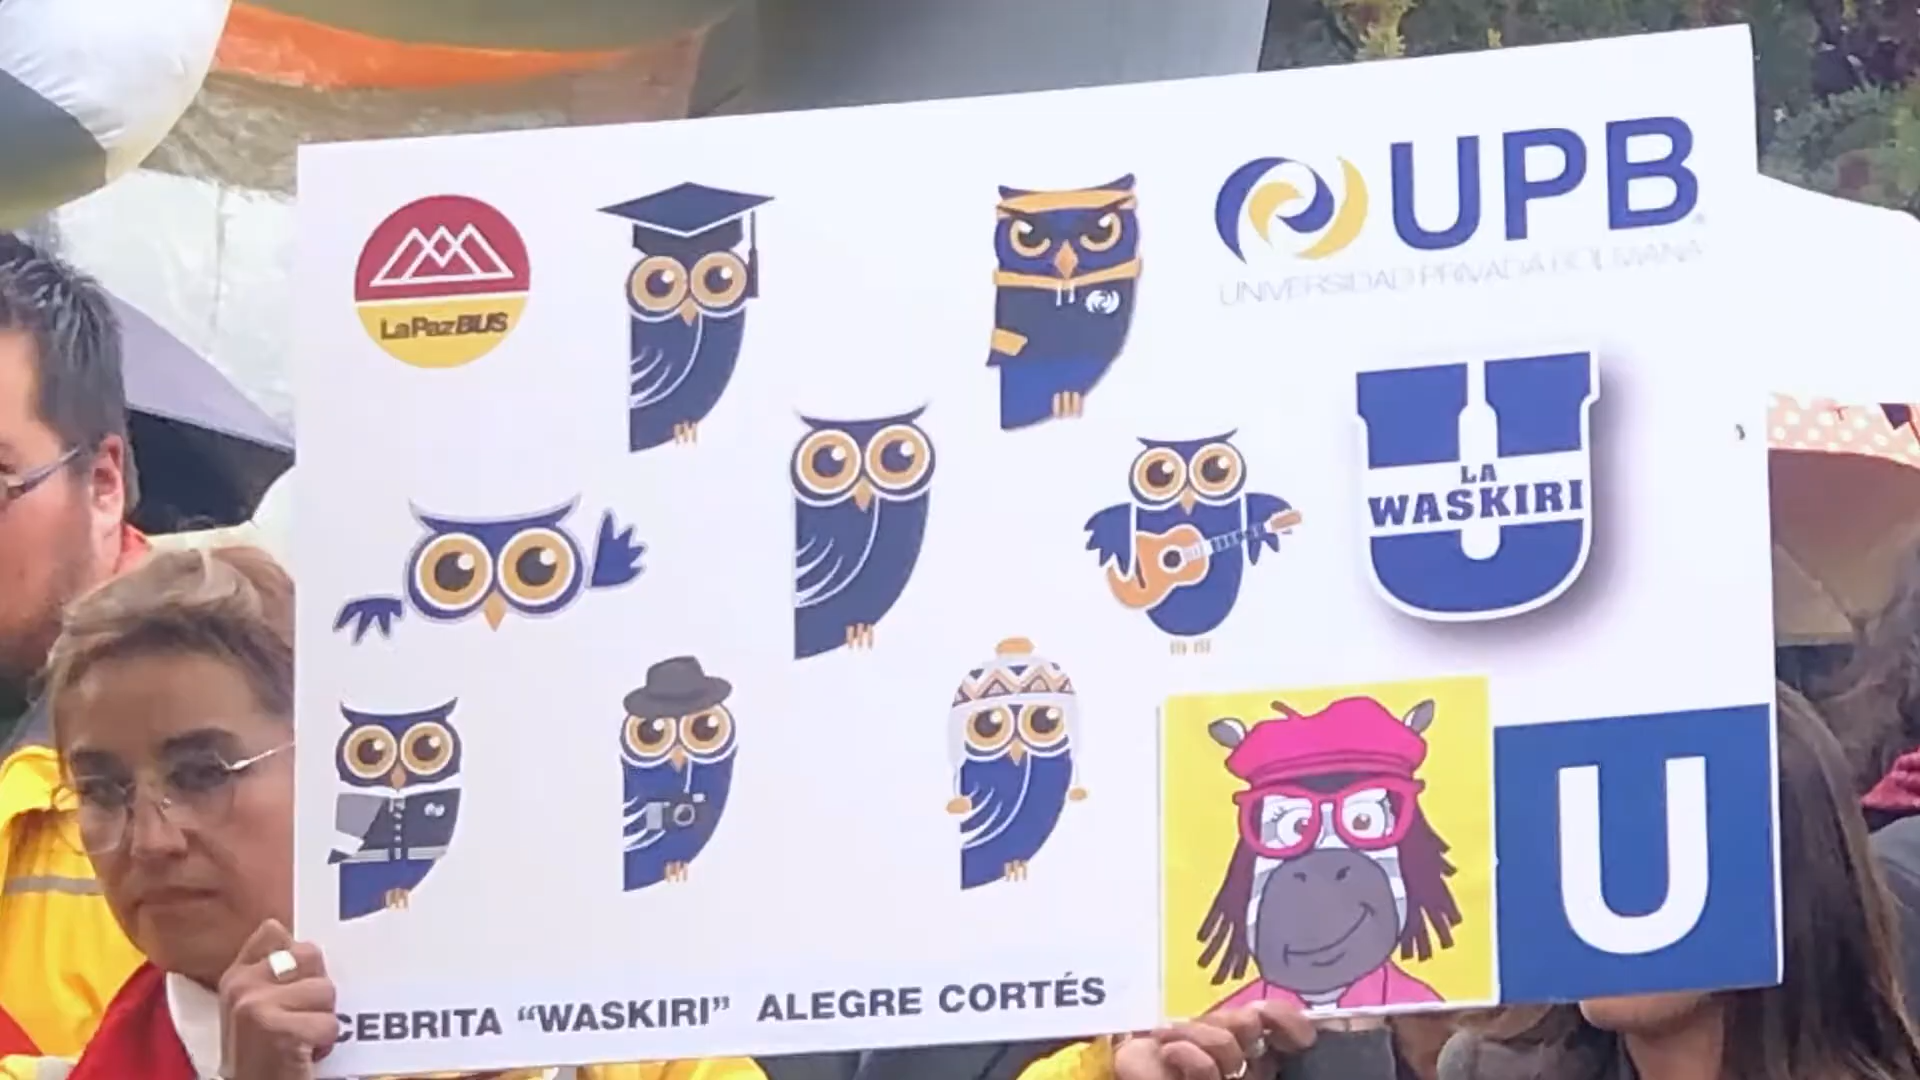 LaPazBUS
UPB
UNIVERSIDAD PRIVADA BOLIVIANA
LA
WASKIRI
U
CEBRITA “WASKIRI” ALEGRE CORTÉS